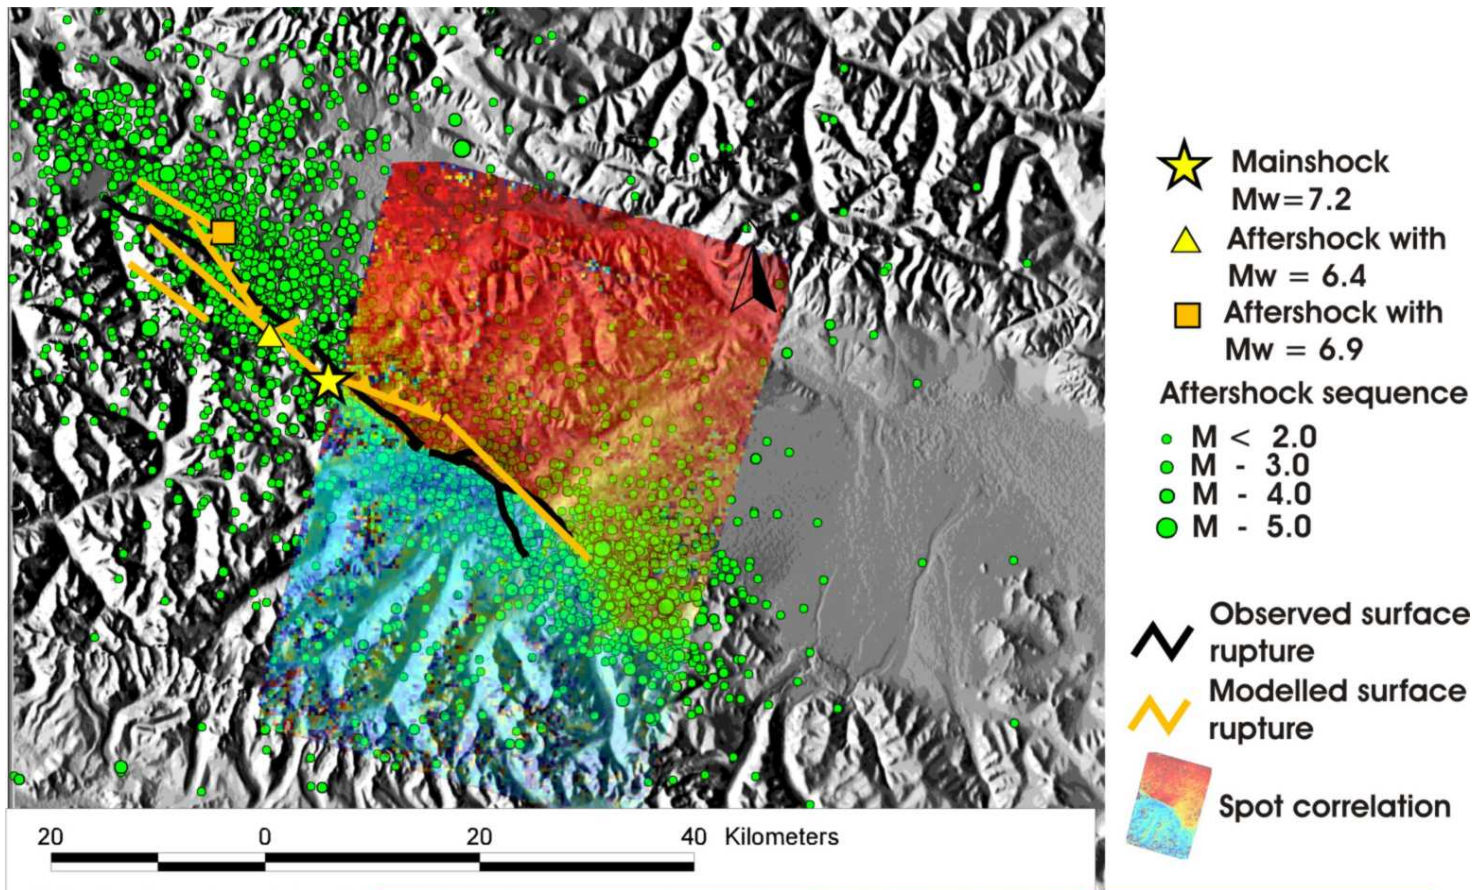 Mainshock
Mw=7.2
Aftershock with
Mw = 6.4
Aftershock with
Mw = 6.9
Aftershock sequence
M < 2.0
M - 3.0
M - 4.0
M - 5.0
Observed surface
rupture
Modelled surface
rupture
Spot correlation
20 0 20 40 Kilometers